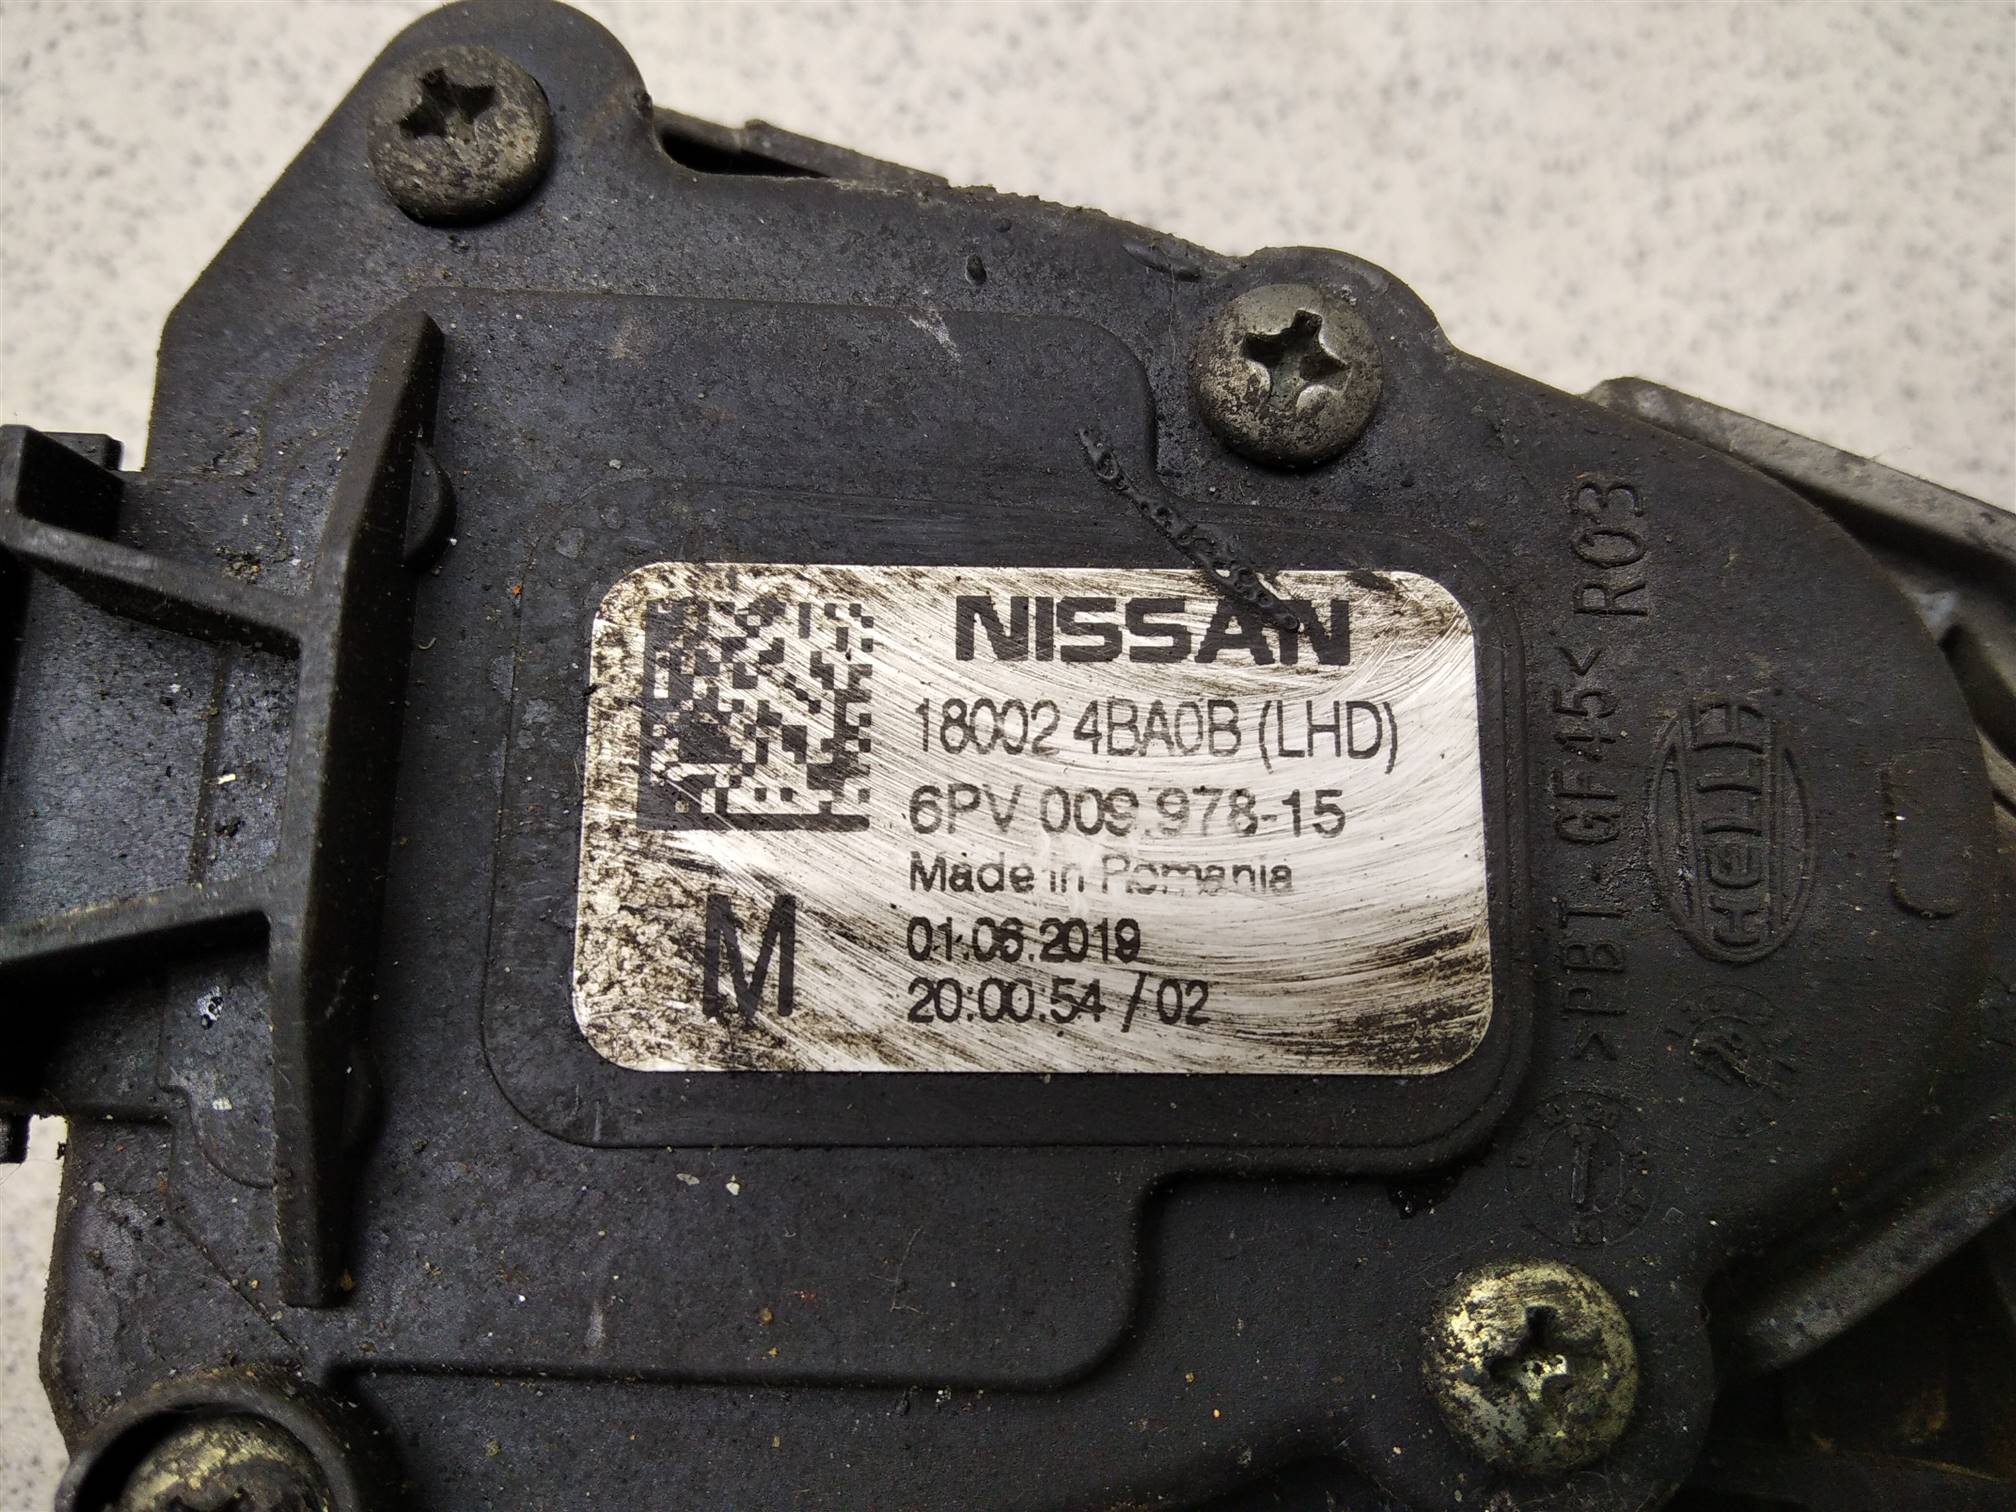 NISSAN
18002 4BA0B (LHD)
6PV 009.978-15
Made in Romania
M
01.06.2019
20:00:54 / 02
>PBT-GF45< R03
HELLA